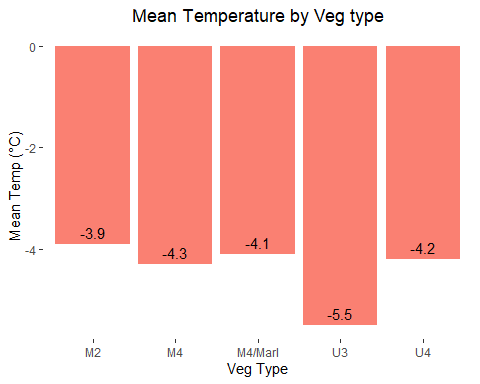 Mean Temperature by Veg type
Mean Temp (°C)
0
-2
-4
-3.9
-4.3
-4.1
-5.5
-4.2
M2
M4
M4/Marl
U3
U4
Veg Type